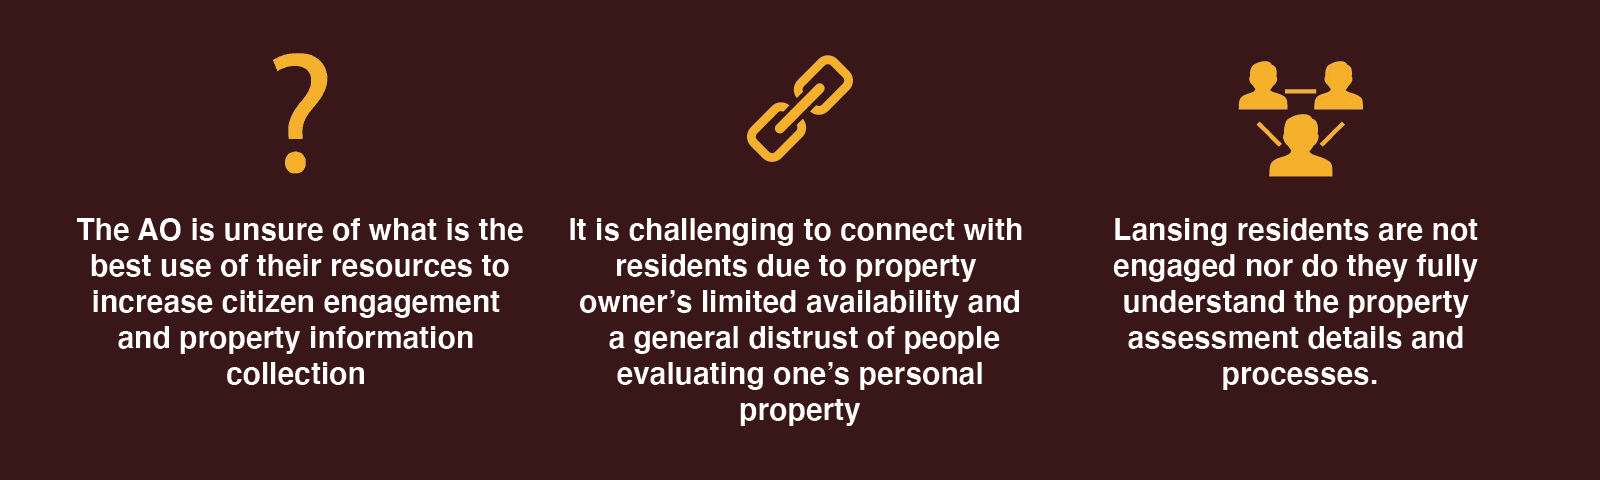 The AO is unsure of what is the
best use of their resources to
increase citizen engagement
and property information
collection
It is challenging to connect with
residents due to property
owner’s limited availability and
a general distrust of people
evaluating one’s personal
property
Lansing residents are not
engaged nor do they fully
understand the property
assessment details and
processes.